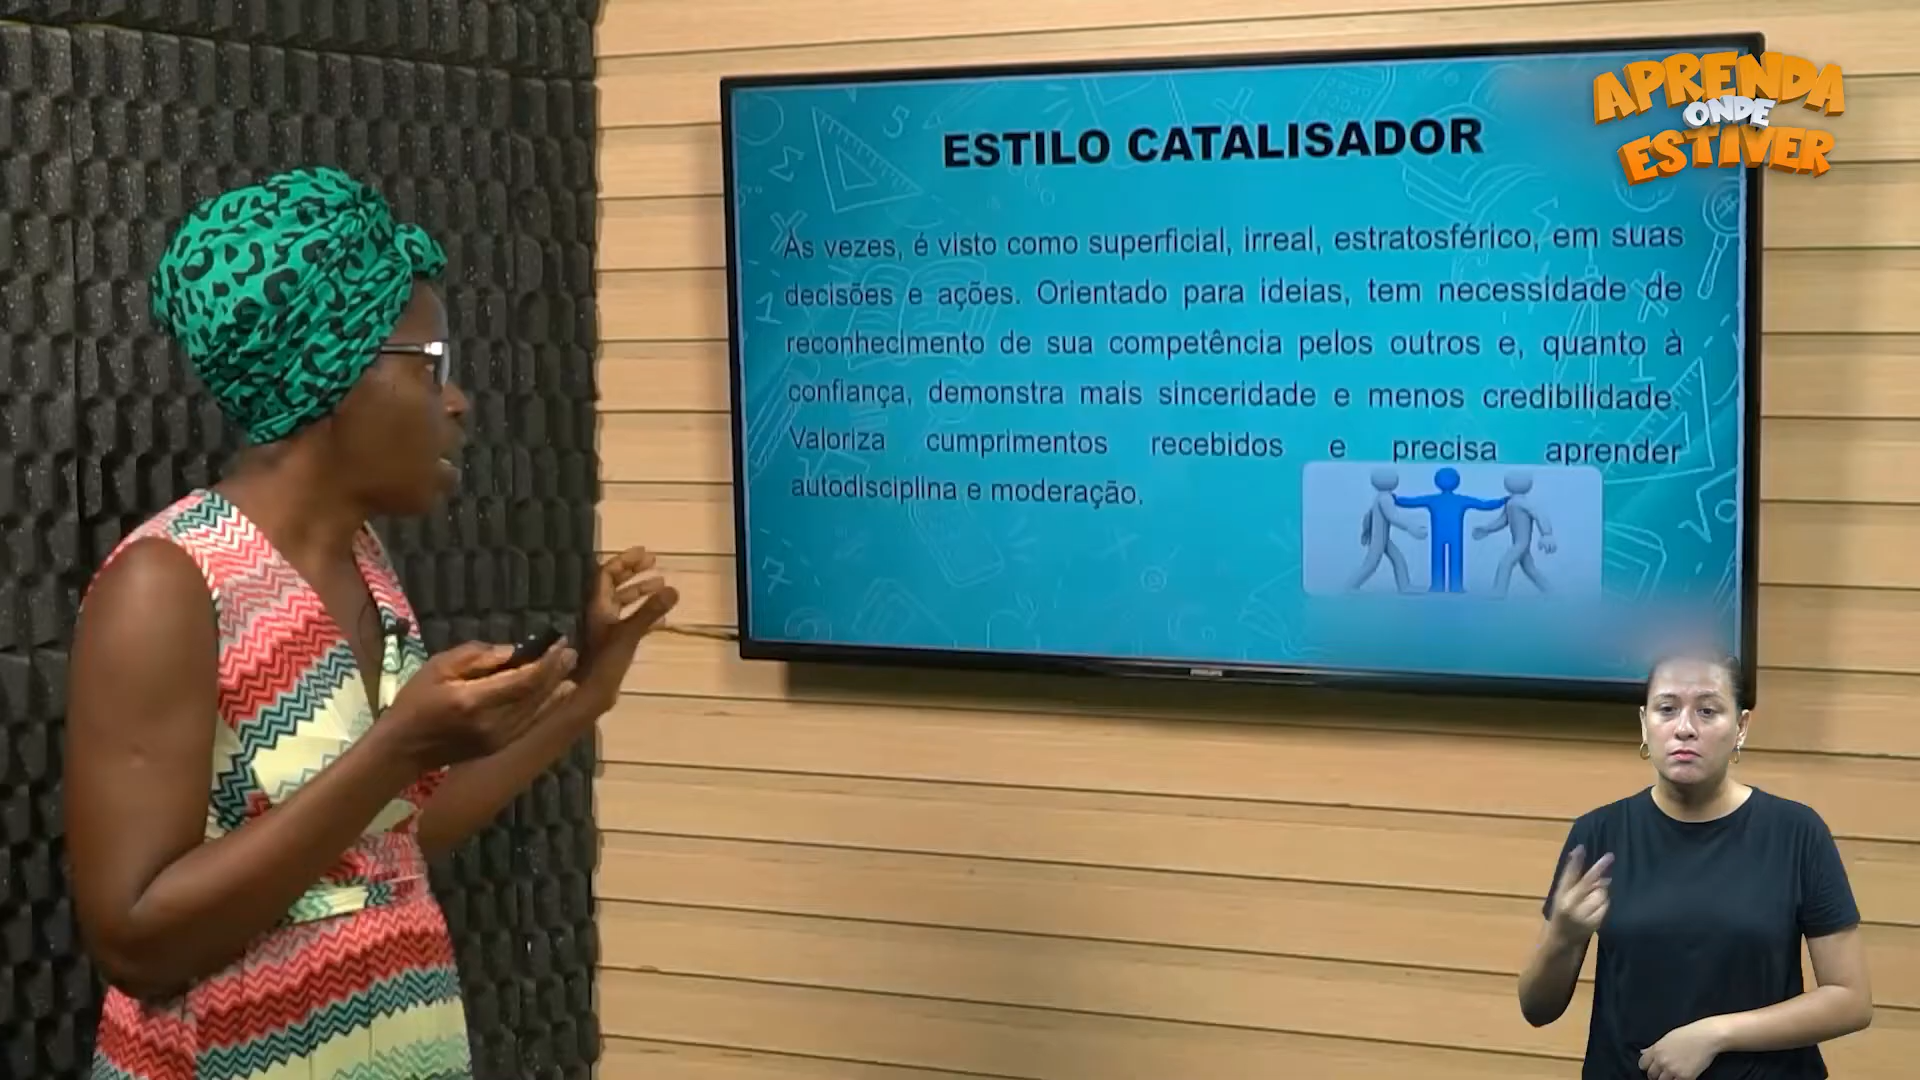 APRENDA
ONDE
ESTIVER
ESTILO CATALISADOR
Às vezes, é visto como superficial, irreal, estratosférico, em suas
decisões e ações. Orientado para ideias, tem necessidade de
reconhecimento de sua competência pelos outros e, quanto à
confiança, demonstra mais sinceridade e menos credibilidade.
Valoriza cumprimentos recebidos e precisa aprender
autodisciplina e moderação.